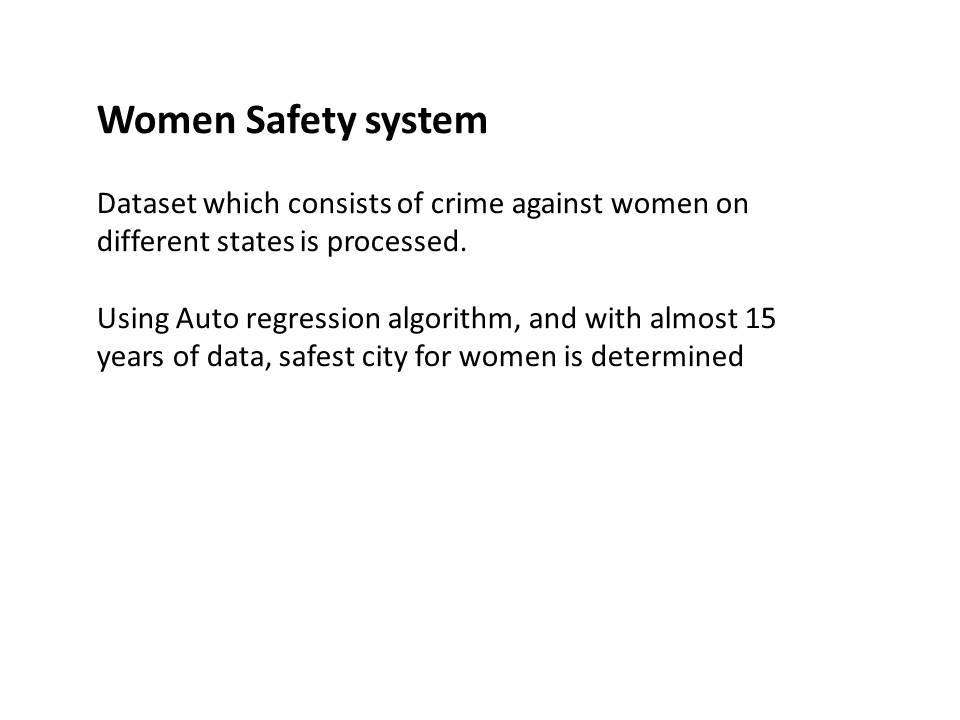 Women Safety system
Dataset which consists of crime against women on
different states is processed.
Using Auto regression algorithm, and with almost 15
years of data, safest city for women is determined